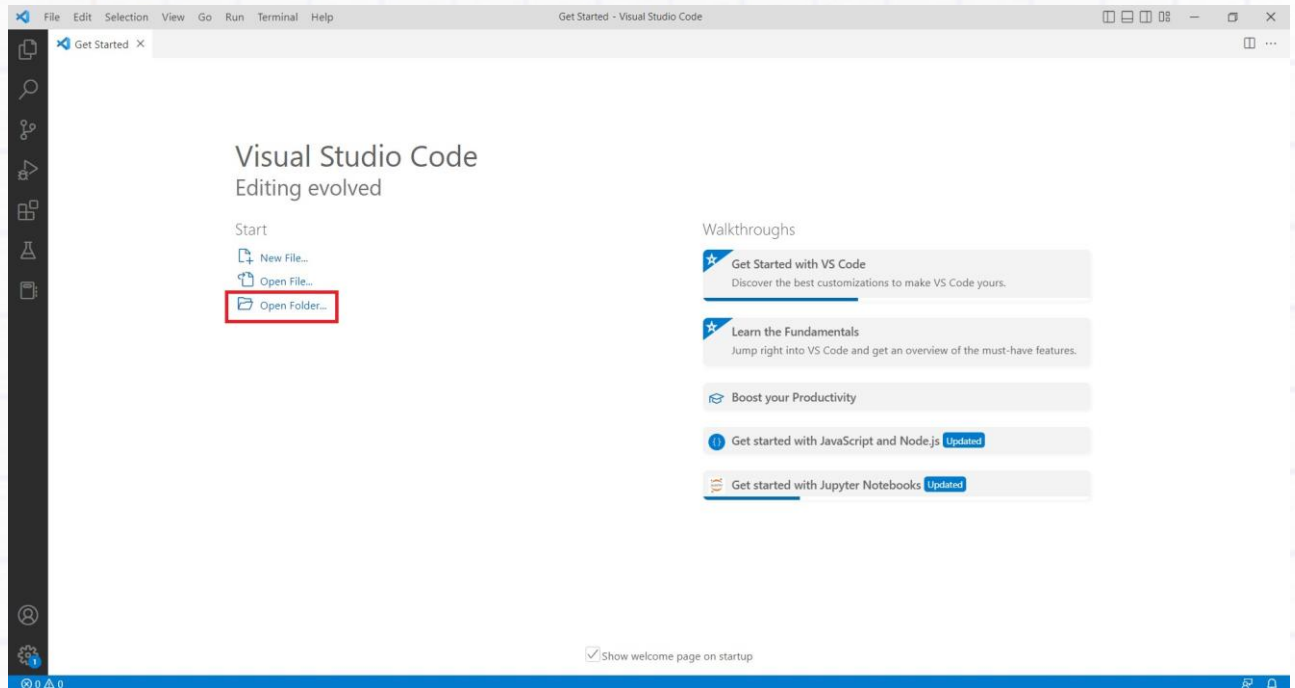 File Edit Selection View Go Run Terminal Help
Get Started - Visual Studio Code
Get Started
Visual Studio Code
Editing evolved
Start
New File...
Open File...
Open Folder...
Walkthroughs
Get Started with VS Code
Discover the best customizations to make VS Code yours.
Learn the Fundamentals
Jump right into VS Code and get an overview of the must-have features.
Boost your Productivity
Get started with JavaScript and Node.js Updated
Get started with Jupyter Notebooks Updated
1
Show welcome page on startup
0 0